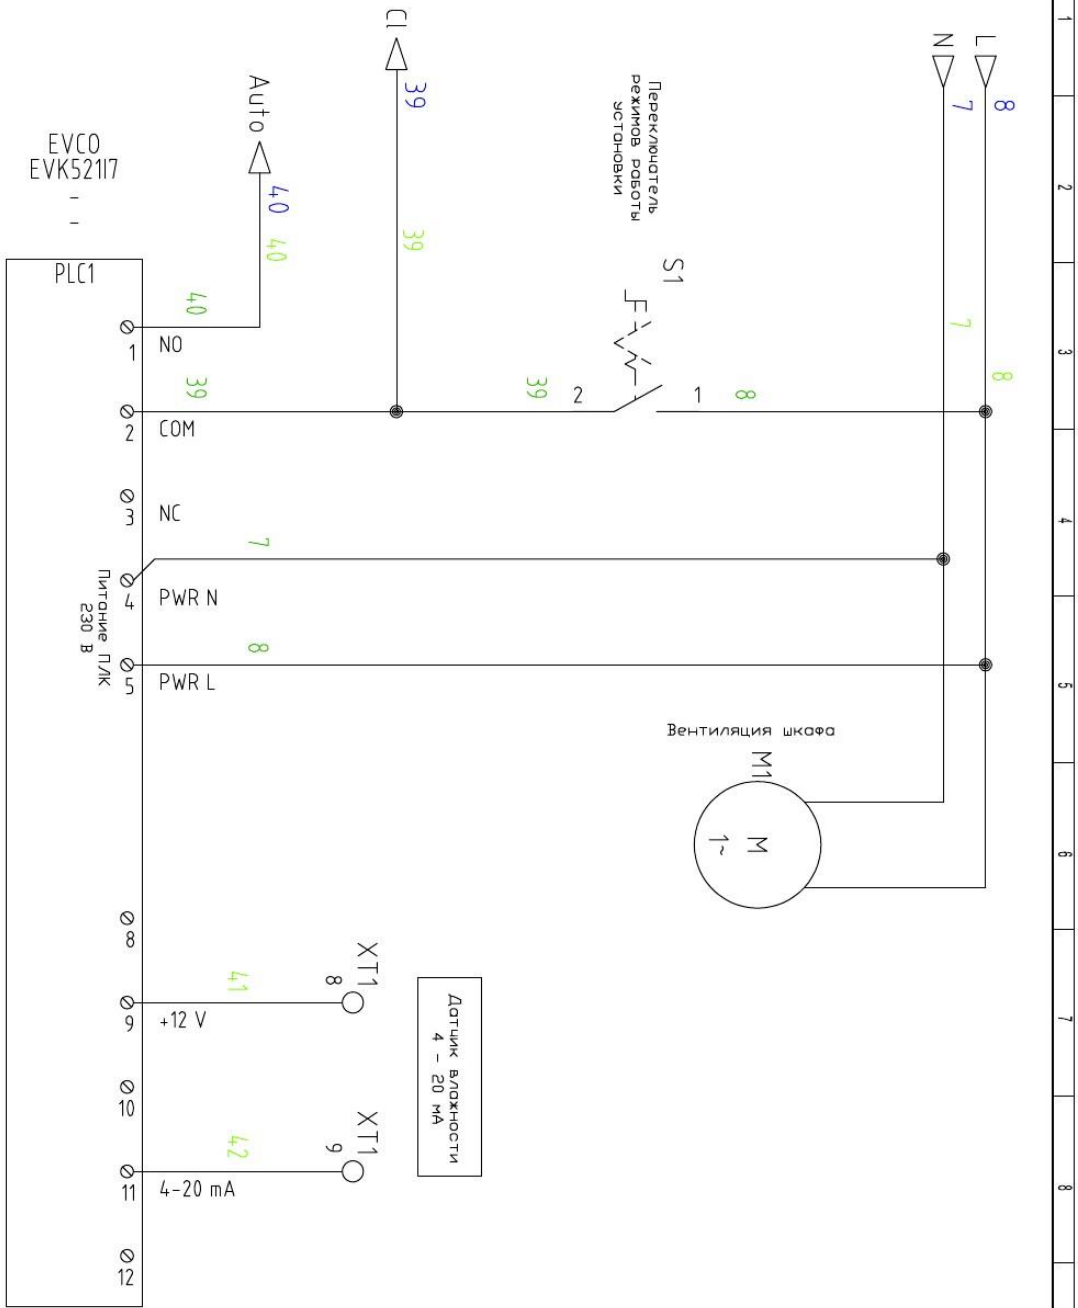 1
2
3
4
5
6
7
8
L
N
8
7
Cl
39
Auto
40
EVCO
EVK521I7
-
-
PLC1
Переключатель
режимов работы
установки
S1
39
40
7
8
40
39
39
2
1
8
1
NO
2
COM
3
NC
7
4
PWR N
Питание ПЛК
230 В
8
5
PWR L
Вентиляция шкафа
M1
M
1~
8
41
9
+12 V
XT1
8
Датчик влажности
4 - 20 мА
10
42
11
4-20 mA
XT1
9
12